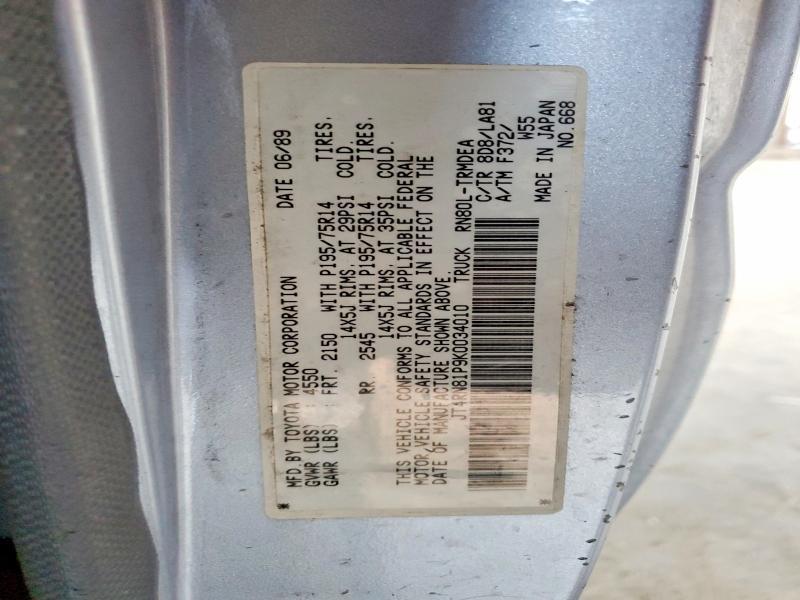 MFD BY TOYOTA MOTOR CORPORATION DATE 06/89
GVWR (LBS) : 4550
GAWR (LBS) : FRT. 2150 WITH P195/75R14 TIRES,
14X5J RIMS, AT 29PSI COLD.
RR. 2545 WITH P195/75R14 TIRES,
14X5J RIMS, AT 35PSI COLD.
THIS VEHICLE CONFORMS TO ALL APPLICABLE FEDERAL
MOTOR VEHICLE SAFETY STANDARDS IN EFFECT ON THE
DATE OF MANUFACTURE SHOWN ABOVE.
JT4RN81P9K0034010 TRUCK RN80L-TRMDEA
C/TR 8D8/LA81
A/TM F372/
W55
MADE IN JAPAN
NO.668